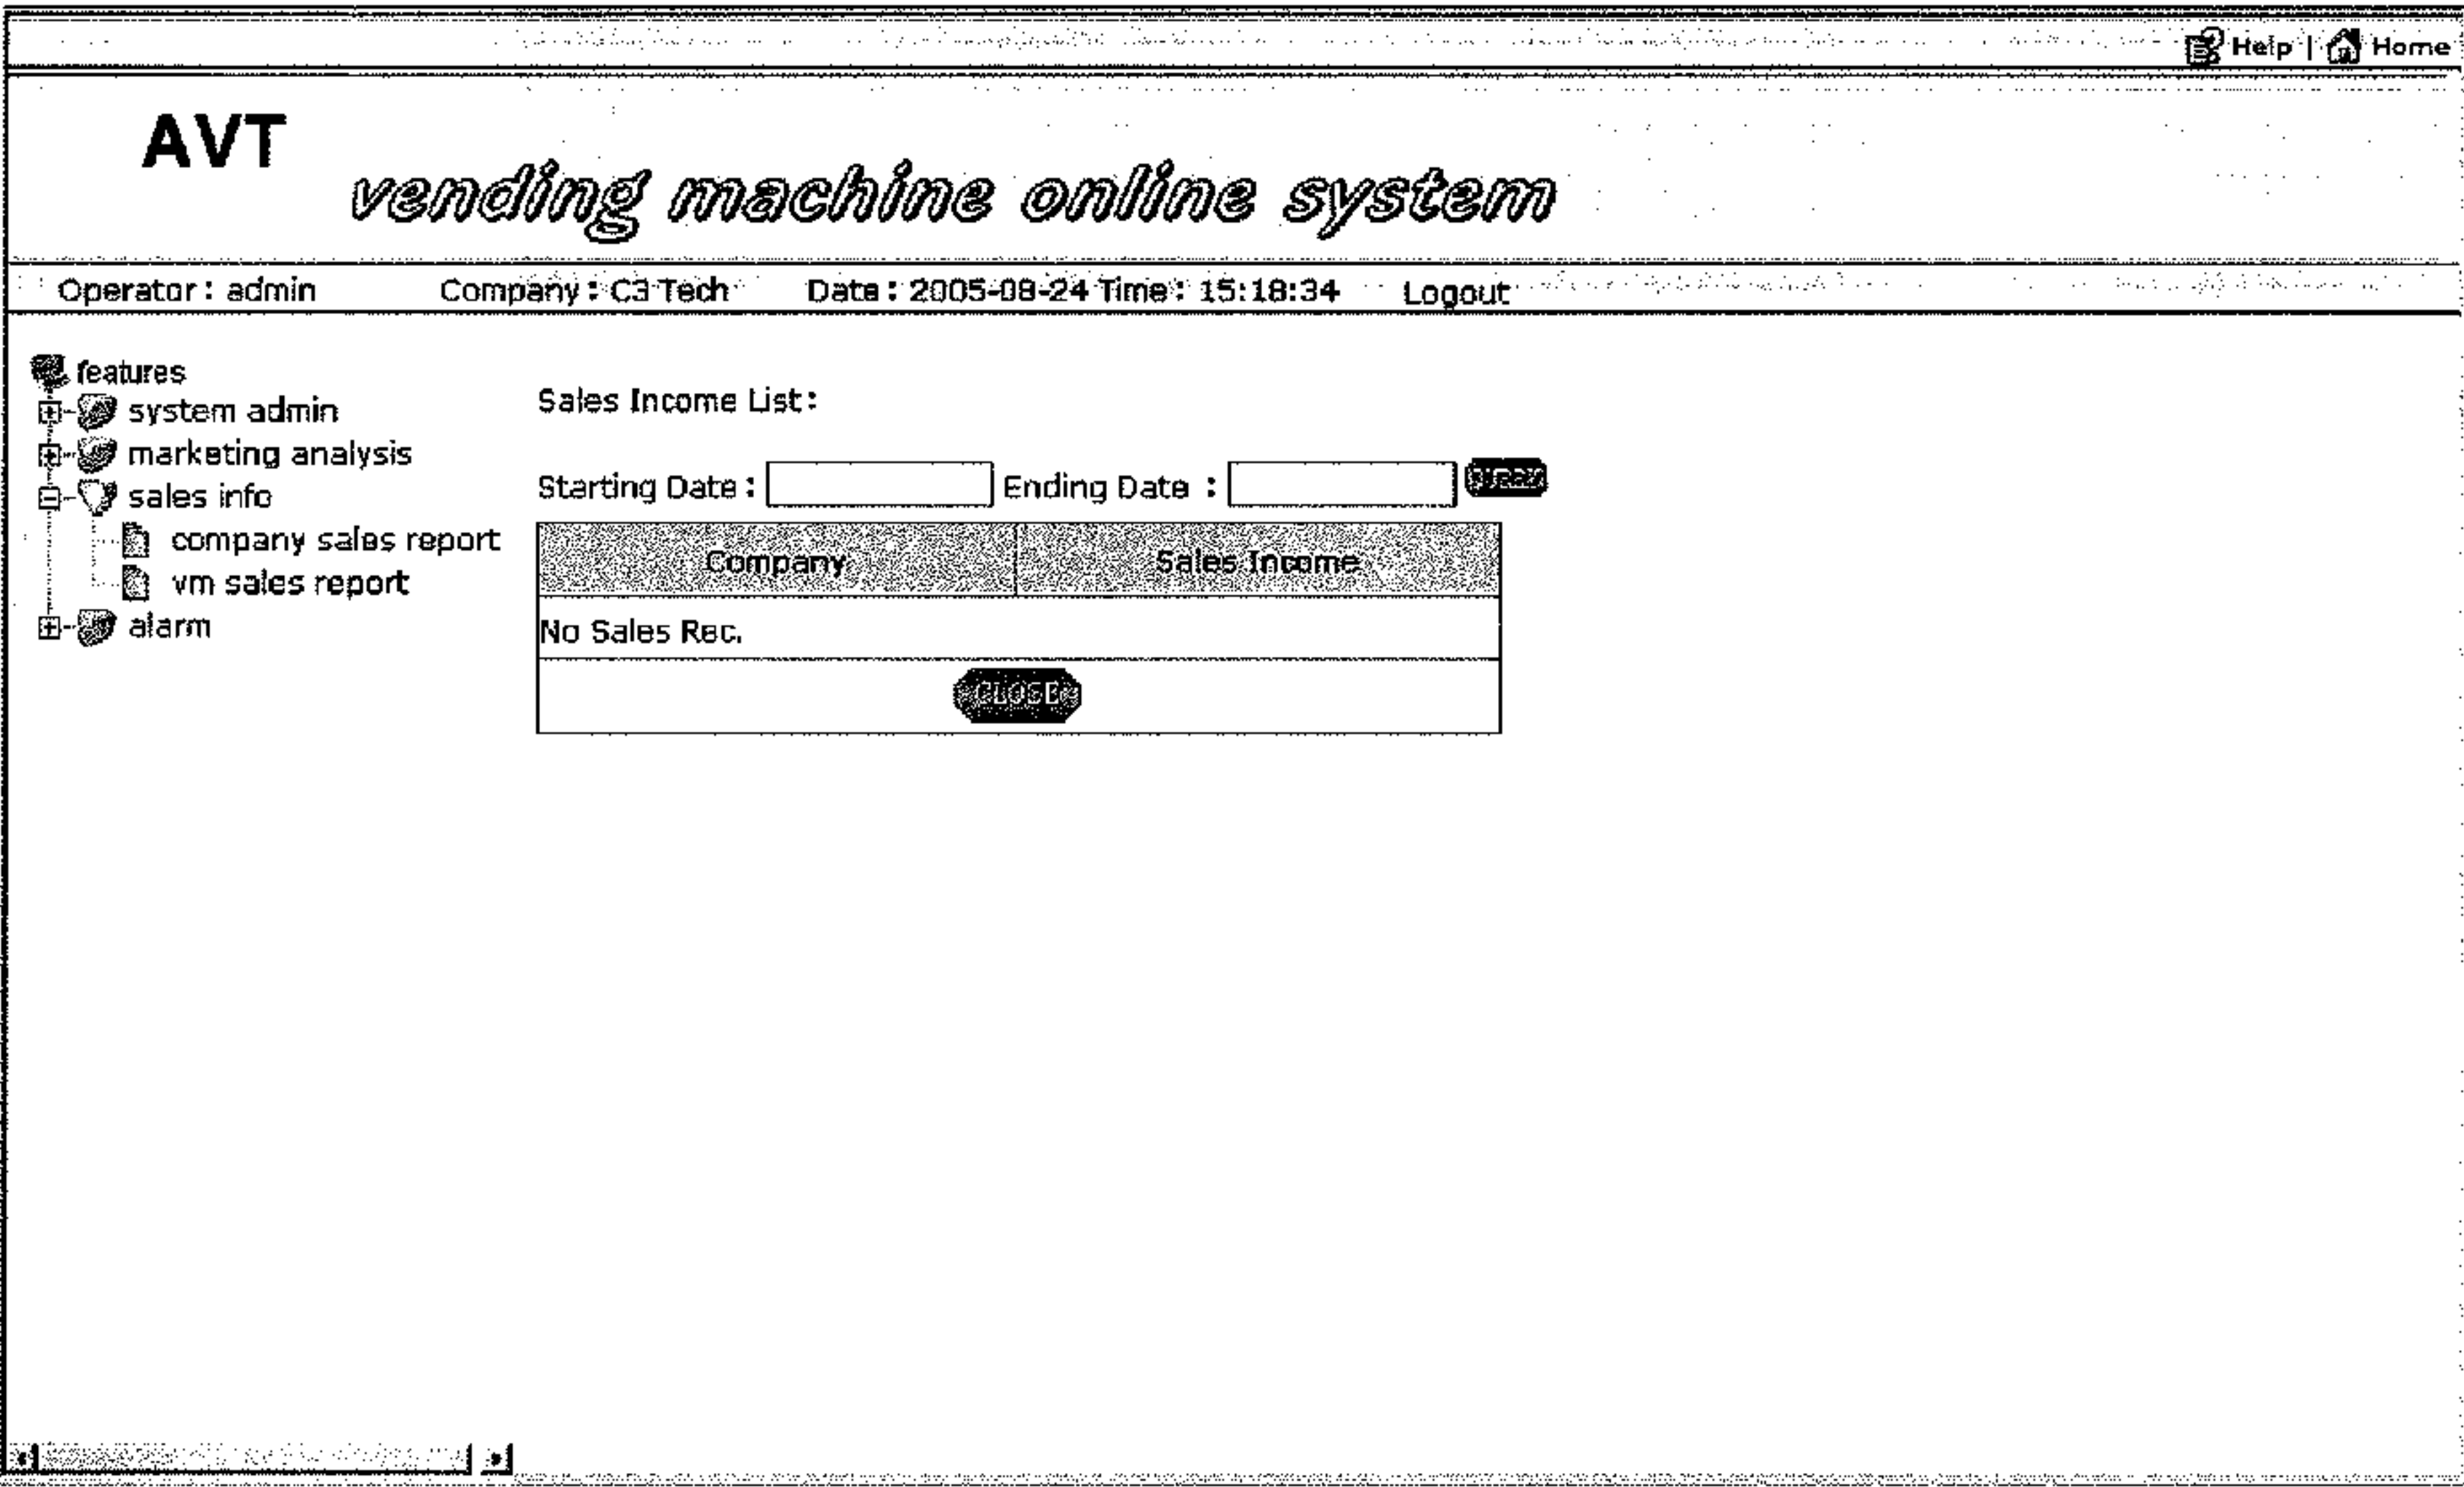 Help | Home
AVT
vending machine online system
Operator: admin Company: C3 Tech Date: 2005-08-24 Time: 15:18:34 Logout
features
system admin
marketing analysis
sales info
company sales report
vm sales report
alarm
Sales Income List:
Starting Date: Ending Date :
Company Sales Income
No Sales Rec.
CLOSE